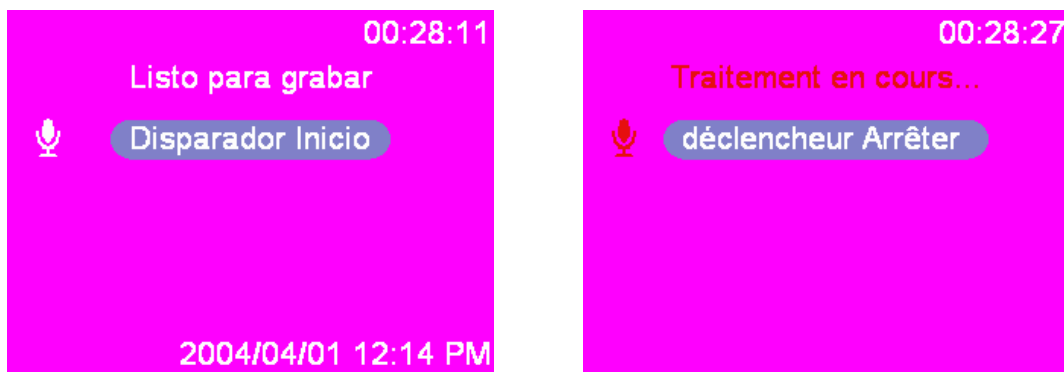 00:28:11
Listo para grabar
Disparador Inicio
2004/04/01 12:14 PM
00:28:27
Traitement en cours...
déclencheur Arrêter